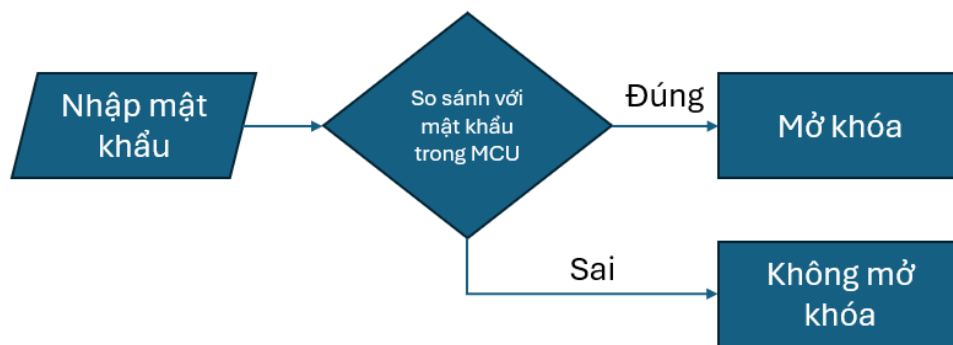 Nhập mật
khẩu
So sánh với
mật khẩu
trong MCU
Đúng
Mở khóa
Sai
Không mở
khóa